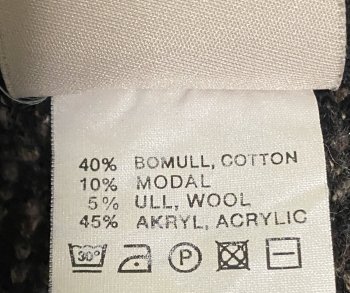 40% BOMULL, COTTON
10% MODAL
5% ULL, WOOL
45% AKRYL, ACRYLIC
30° P